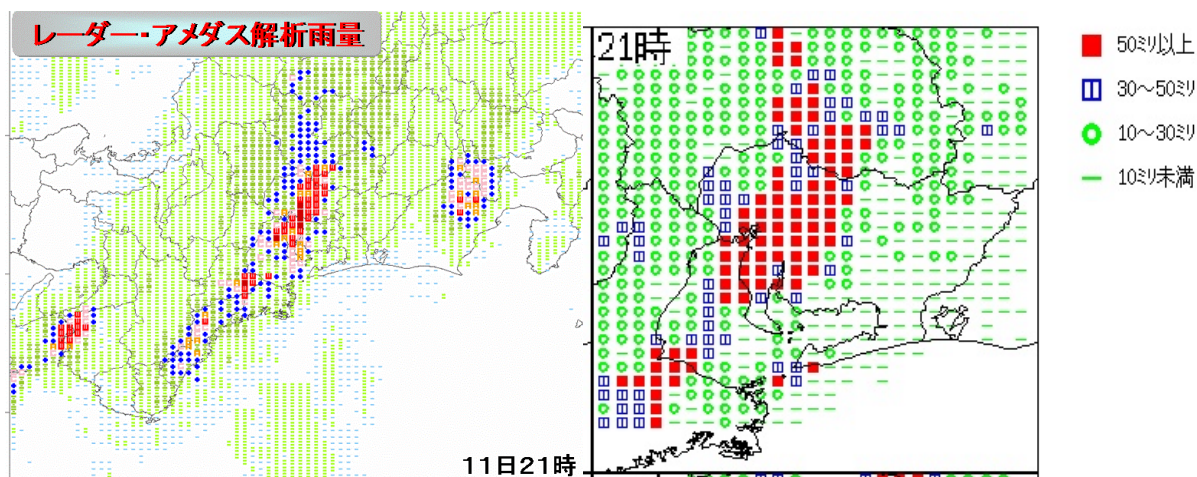 レーダー・アメダス解析雨量
11日21時
21時
50ミリ以上
30～50ミリ
10～30ミリ
10ミリ未満